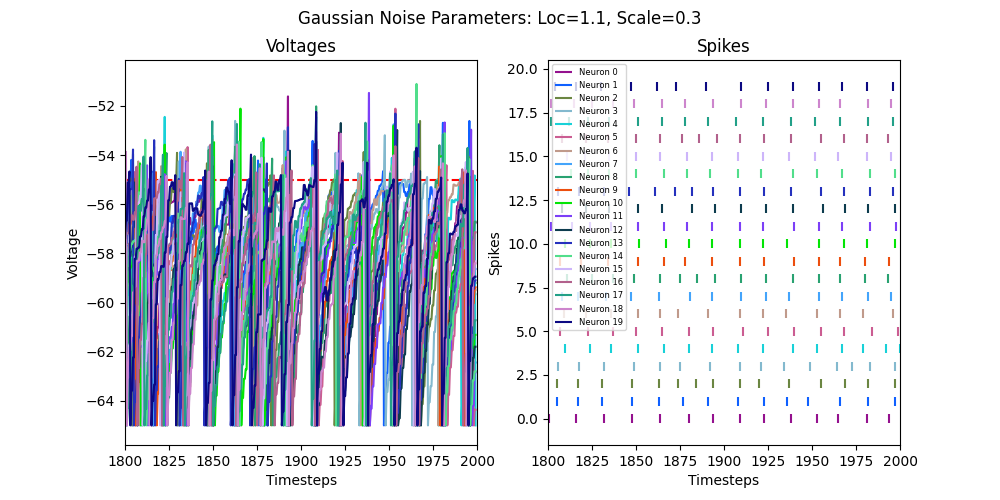 Gaussian Noise Parameters: Loc=1.1, Scale=0.3
Voltages
Voltage
−52
−54
−56
−58
−60
−62
−64
1800
1825
1850
1875
1900
1925
1950
1975
2000
Timesteps
Spikes
Spikes
20.0
17.5
15.0
12.5
10.0
7.5
5.0
2.5
0.0
Neuron 0
Neuron 1
Neuron 2
Neuron 3
Neuron 4
Neuron 5
Neuron 6
Neuron 7
Neuron 8
Neuron 9
Neuron 10
Neuron 11
Neuron 12
Neuron 13
Neuron 14
Neuron 15
Neuron 16
Neuron 17
Neuron 18
Neuron 19
1800
1825
1850
1875
1900
1925
1950
1975
2000
Timesteps